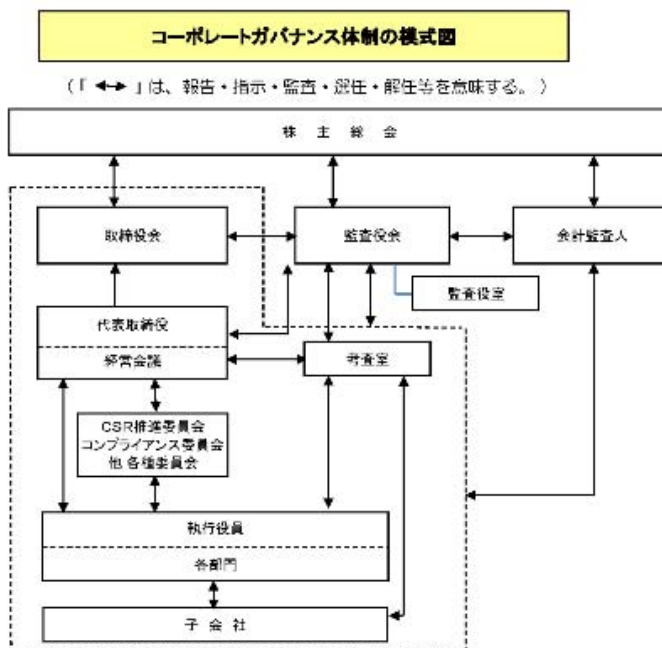 コーポレートガバナンス体制の模式図
(「 ⟷ 」は、報告・指示・監査・選任・解任等を意味する。)
株 主 総 会
取締役会
監査役会
会計監査人
監査役室
代表取締役
経営会議
考査室
CSR推進委員会
コンプライアンス委員会
他 各種委員会
執行役員
各部門
子 会 社